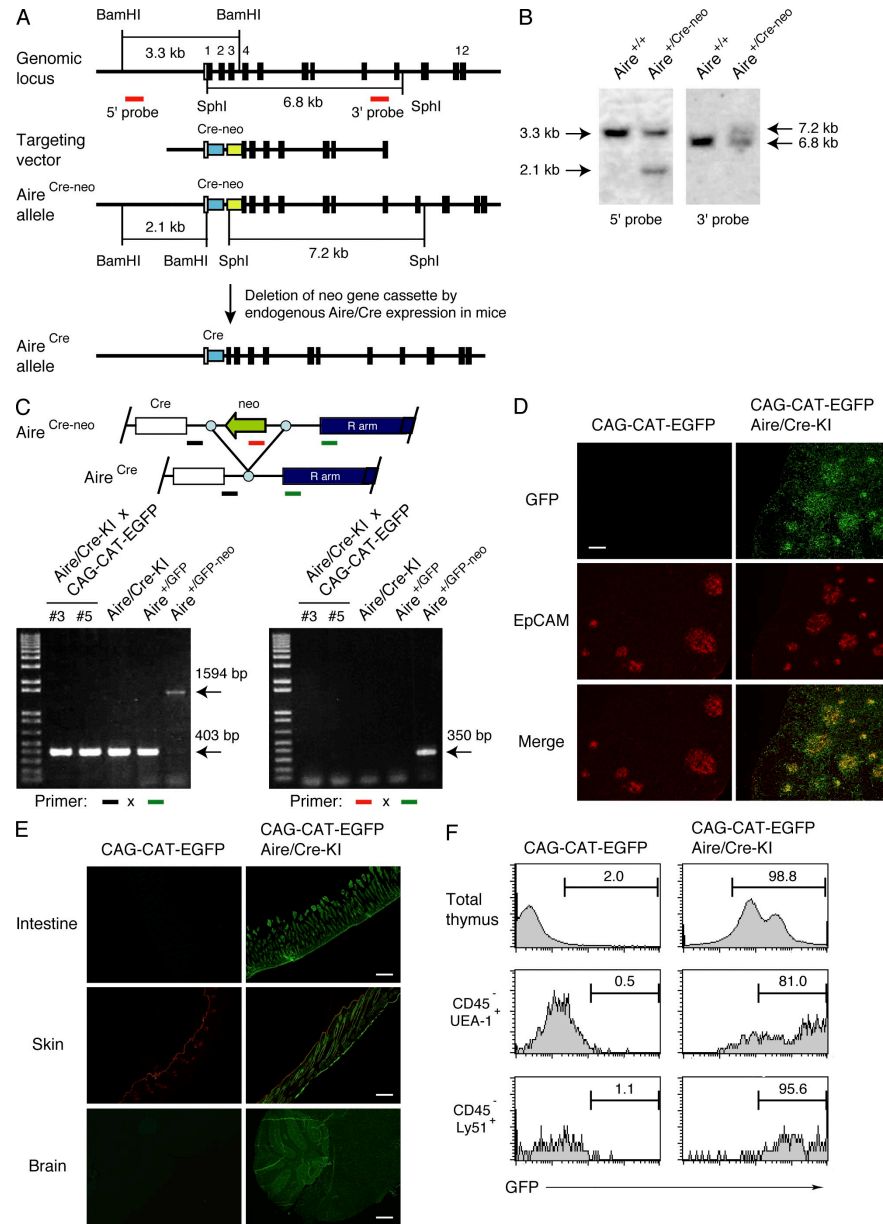 A
BamHI
BamHI
3.3 kb
Genomic locus
1 2 3 4
12
6.8 kb
5' probe
SphI
3' probe
SphI
Cre-neo
Targeting vector
Aire Cre-neo allele
Cre-neo
2.1 kb
7.2 kb
BamHI
BamHI
SphI
SphI
Deletion of neo gene cassette by
endogenous Aire/Cre expression in mice
Aire Cre allele
Cre
B
Aire+/+
Aire+/Cre-neo
Aire+/+
Aire+/Cre-neo
3.3 kb
2.1 kb
7.2 kb
6.8 kb
5' probe
3' probe
C
Cre
neo
Aire Cre-neo
R arm
Aire Cre
R arm
Aire/Cre-KI x
CAG-CAT-EGFP
Aire/Cre-KI
Aire+/GFP
Aire+/GFP-neo
#3 #5
1594 bp
403 bp
Primer: x
Aire/Cre-KI x
CAG-CAT-EGFP
Aire/Cre-KI
Aire+/GFP
Aire+/GFP-neo
#3 #5
350 bp
Primer: x
D
CAG-CAT-EGFP
CAG-CAT-EGFP
Aire/Cre-KI
GFP
EpCAM
Merge
E
CAG-CAT-EGFP
CAG-CAT-EGFP
Aire/Cre-KI
Intestine
Skin
Brain
F
CAG-CAT-EGFP
CAG-CAT-EGFP
Aire/Cre-KI
Total thymus
2.0
98.8
CD45-
UEA-1+
0.5
81.0
CD45-
Ly51+
1.1
95.6
GFP